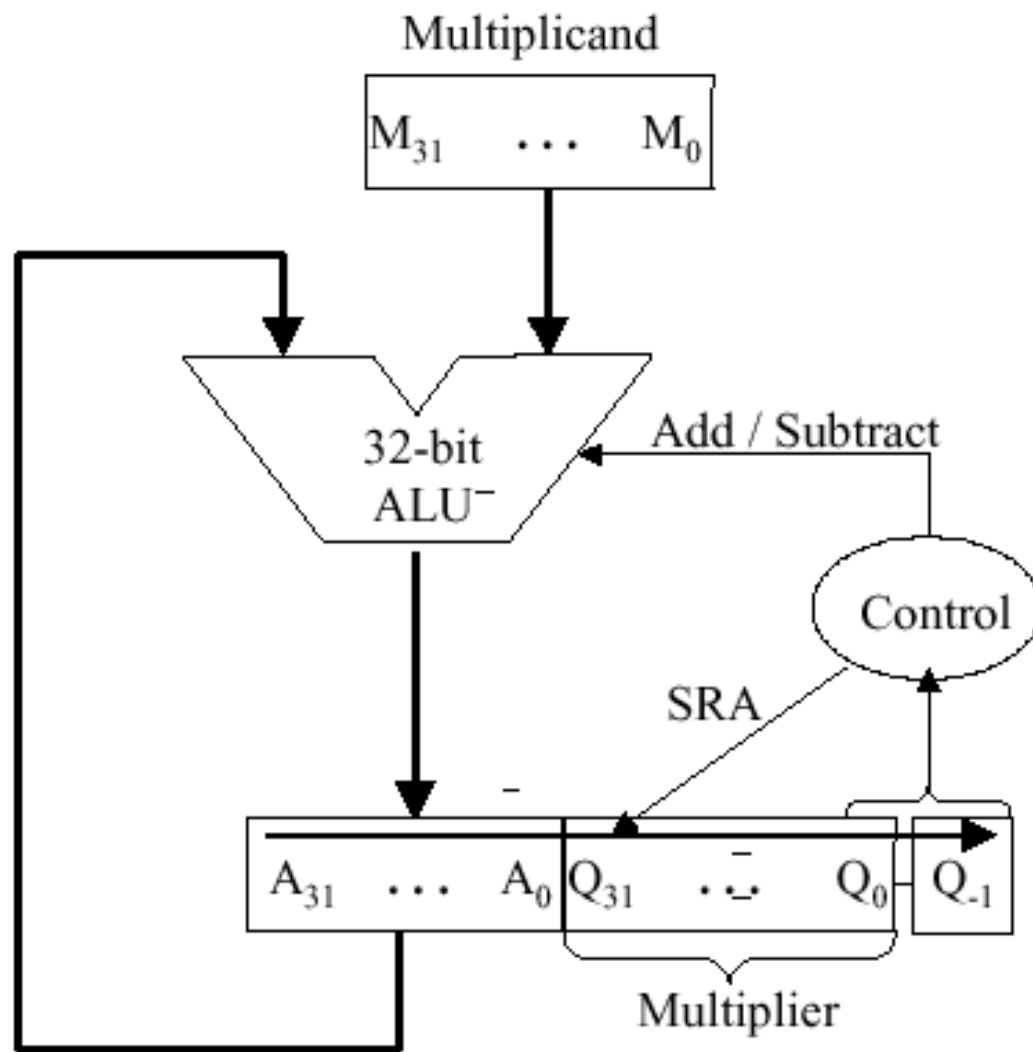 Multiplicand
M₃₁ ... M₀
32-bit
ALU
Add / Subtract
Control
SRA
A₃₁ ... A₀ Q₃₁ ... Q₀ Q₋₁
Multiplier